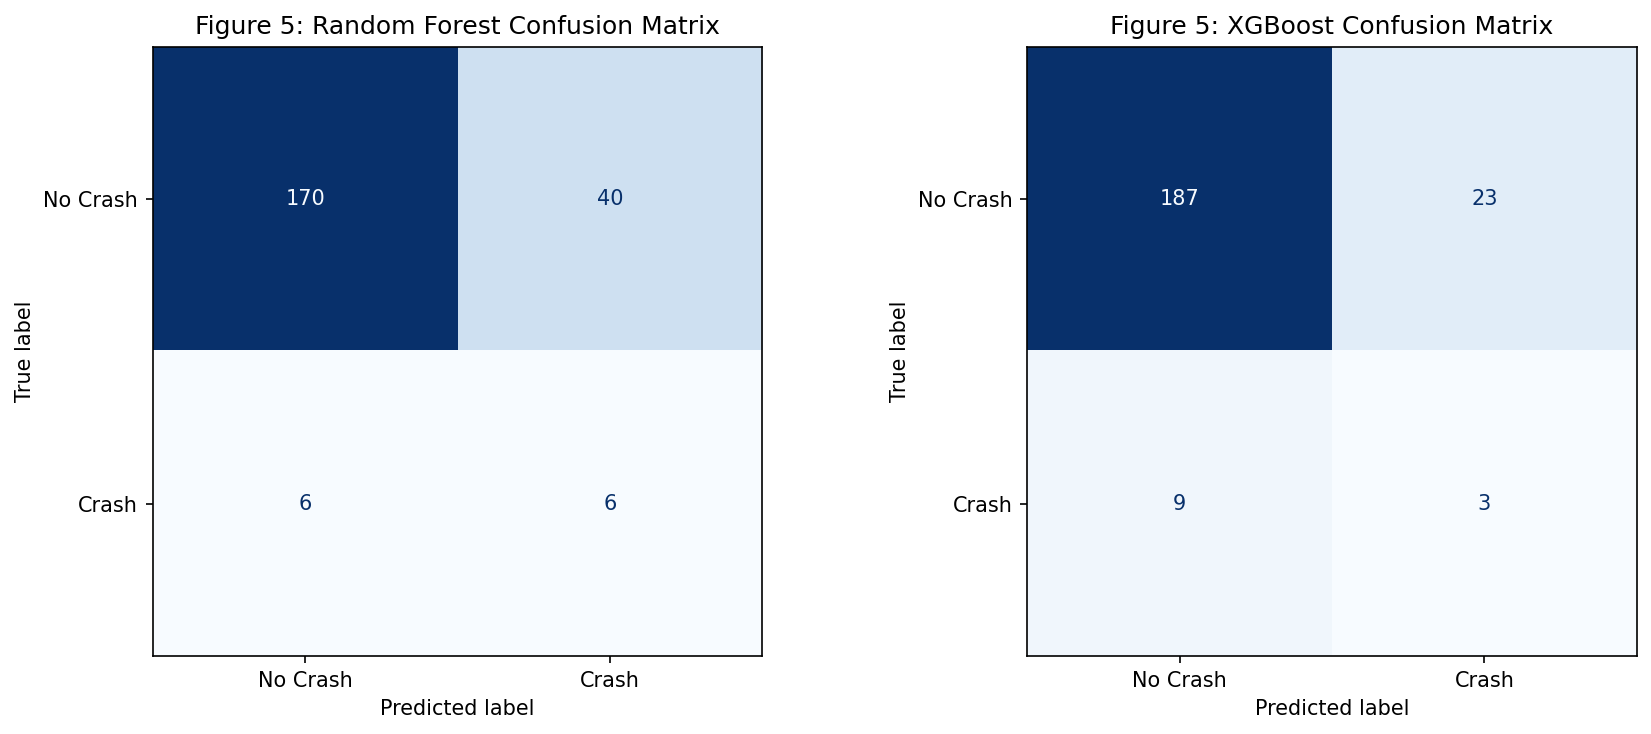 Figure 5: Random Forest Confusion Matrix
No Crash
170
40
Crash
6
6
True label
No Crash
Crash
Predicted label
Figure 5: XGBoost Confusion Matrix
No Crash
187
23
Crash
9
3
True label
No Crash
Crash
Predicted label